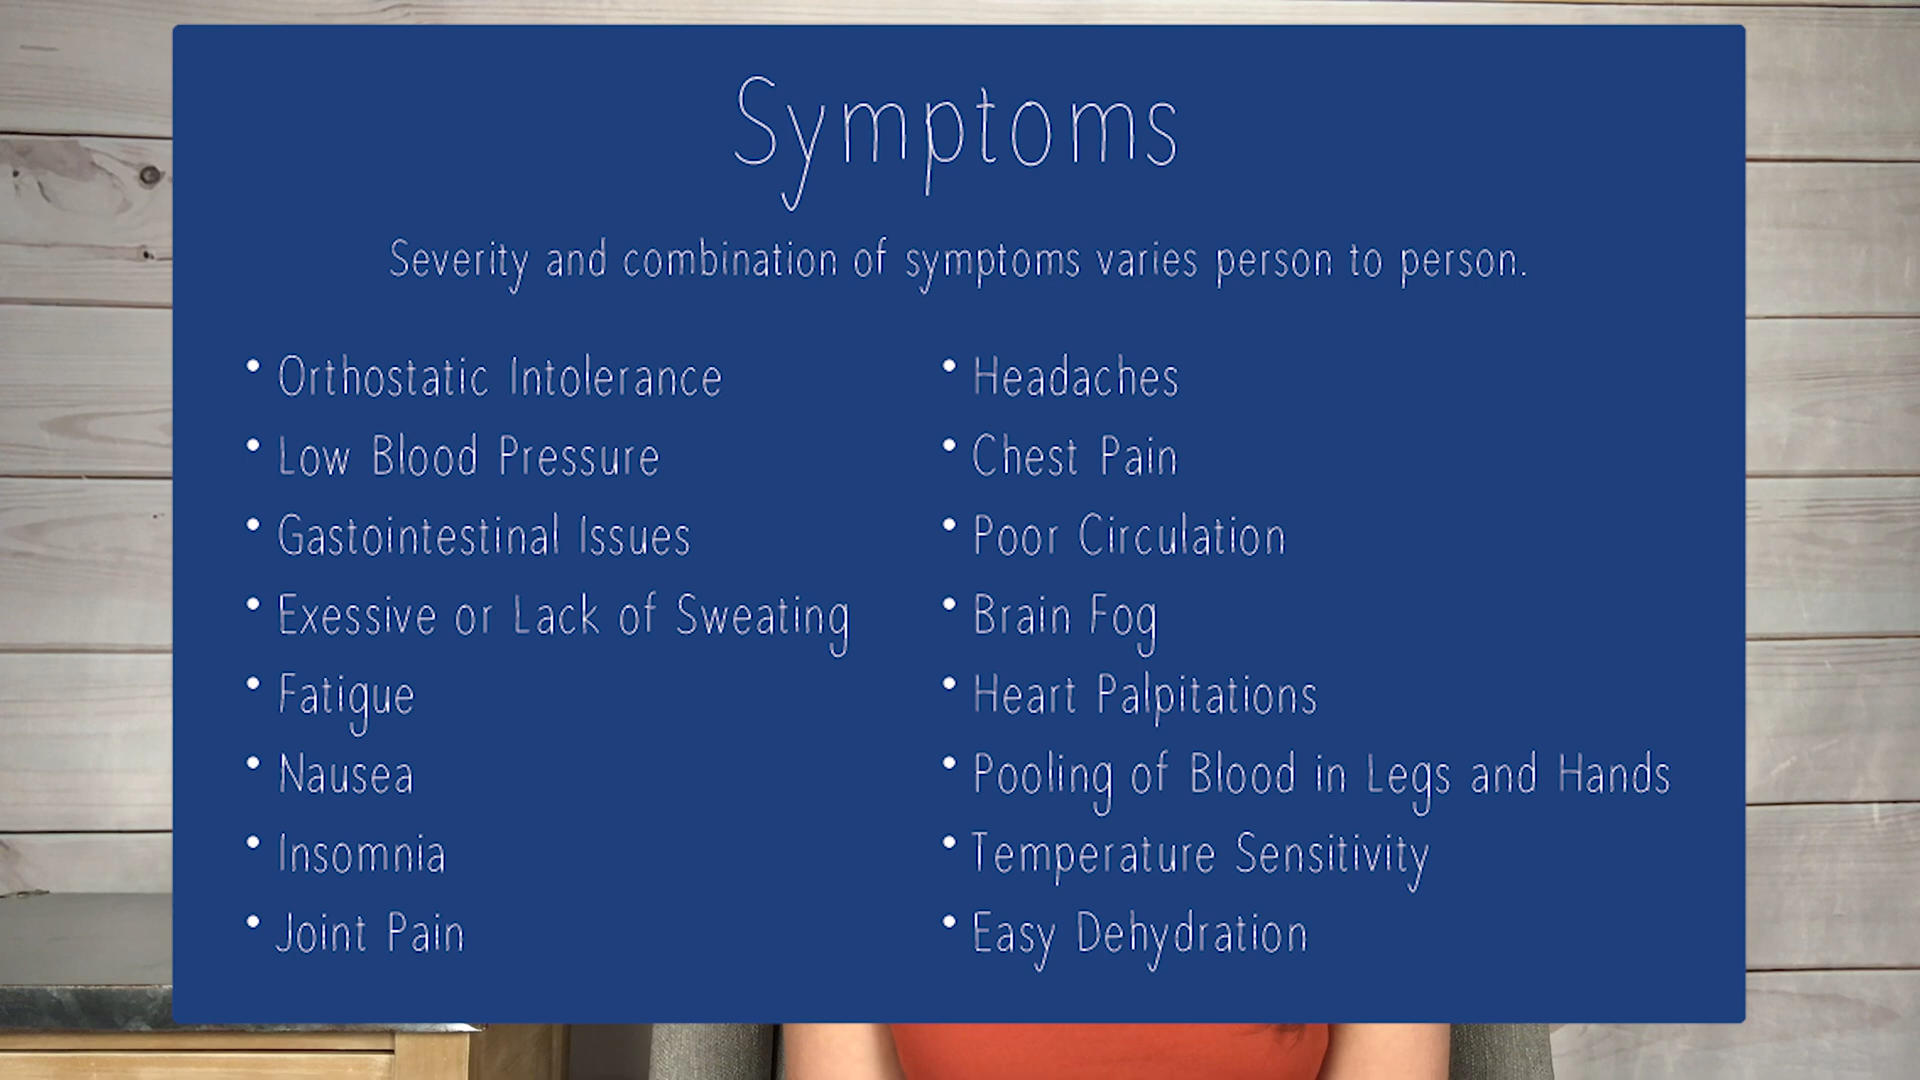 Symptoms
Severity and combination of symptoms varies person to person.
• Orthostatic Intolerance
• Low Blood Pressure
• Gastointestinal Issues
• Exessive or Lack of Sweating
• Fatigue
• Nausea
• Insomnia
• Joint Pain
• Headaches
• Chest Pain
• Poor Circulation
• Brain Fog
• Heart Palpitations
• Pooling of Blood in Legs and Hands
• Temperature Sensitivity
• Easy Dehydration